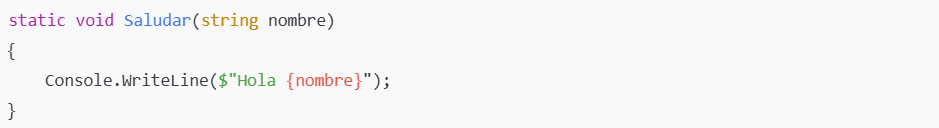 static void Saludar(string nombre)
{
    Console.WriteLine($"Hola {nombre}");
}